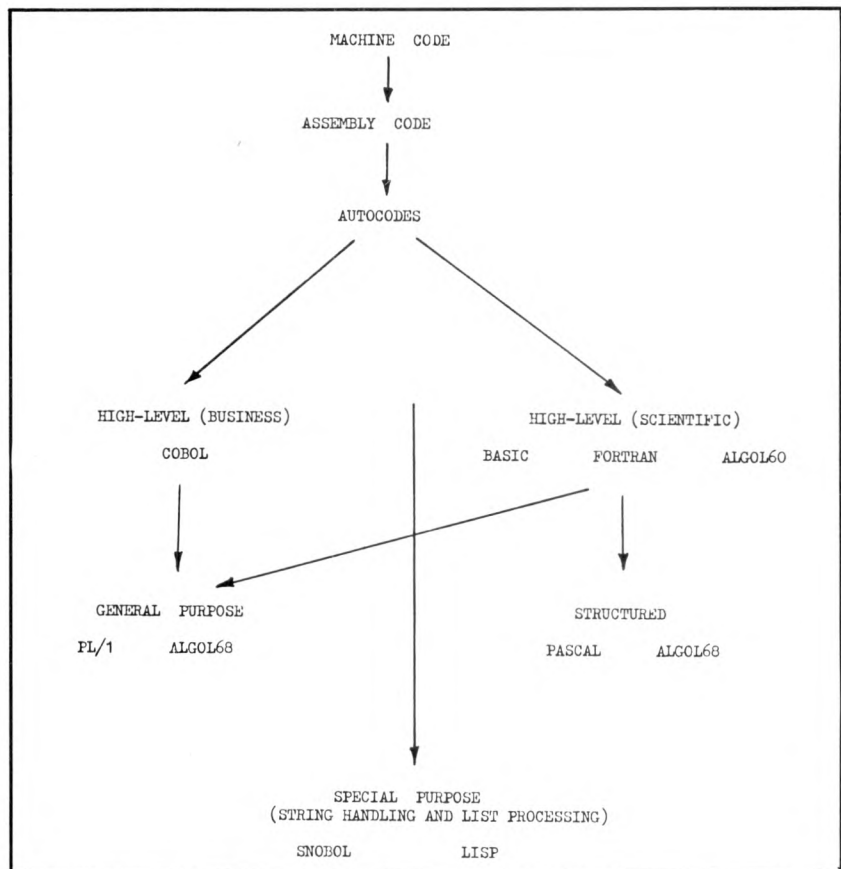 MACHINE CODE
ASSEMBLY CODE
AUTOCODES
HIGH-LEVEL (BUSINESS)
COBOL
HIGH-LEVEL (SCIENTIFIC)
BASIC FORTRAN ALGOL60
GENERAL PURPOSE
PL/1 ALGOL68
STRUCTURED
PASCAL ALGOL68
SPECIAL PURPOSE
(STRING HANDLING AND LIST PROCESSING)
SNOBOL LISP